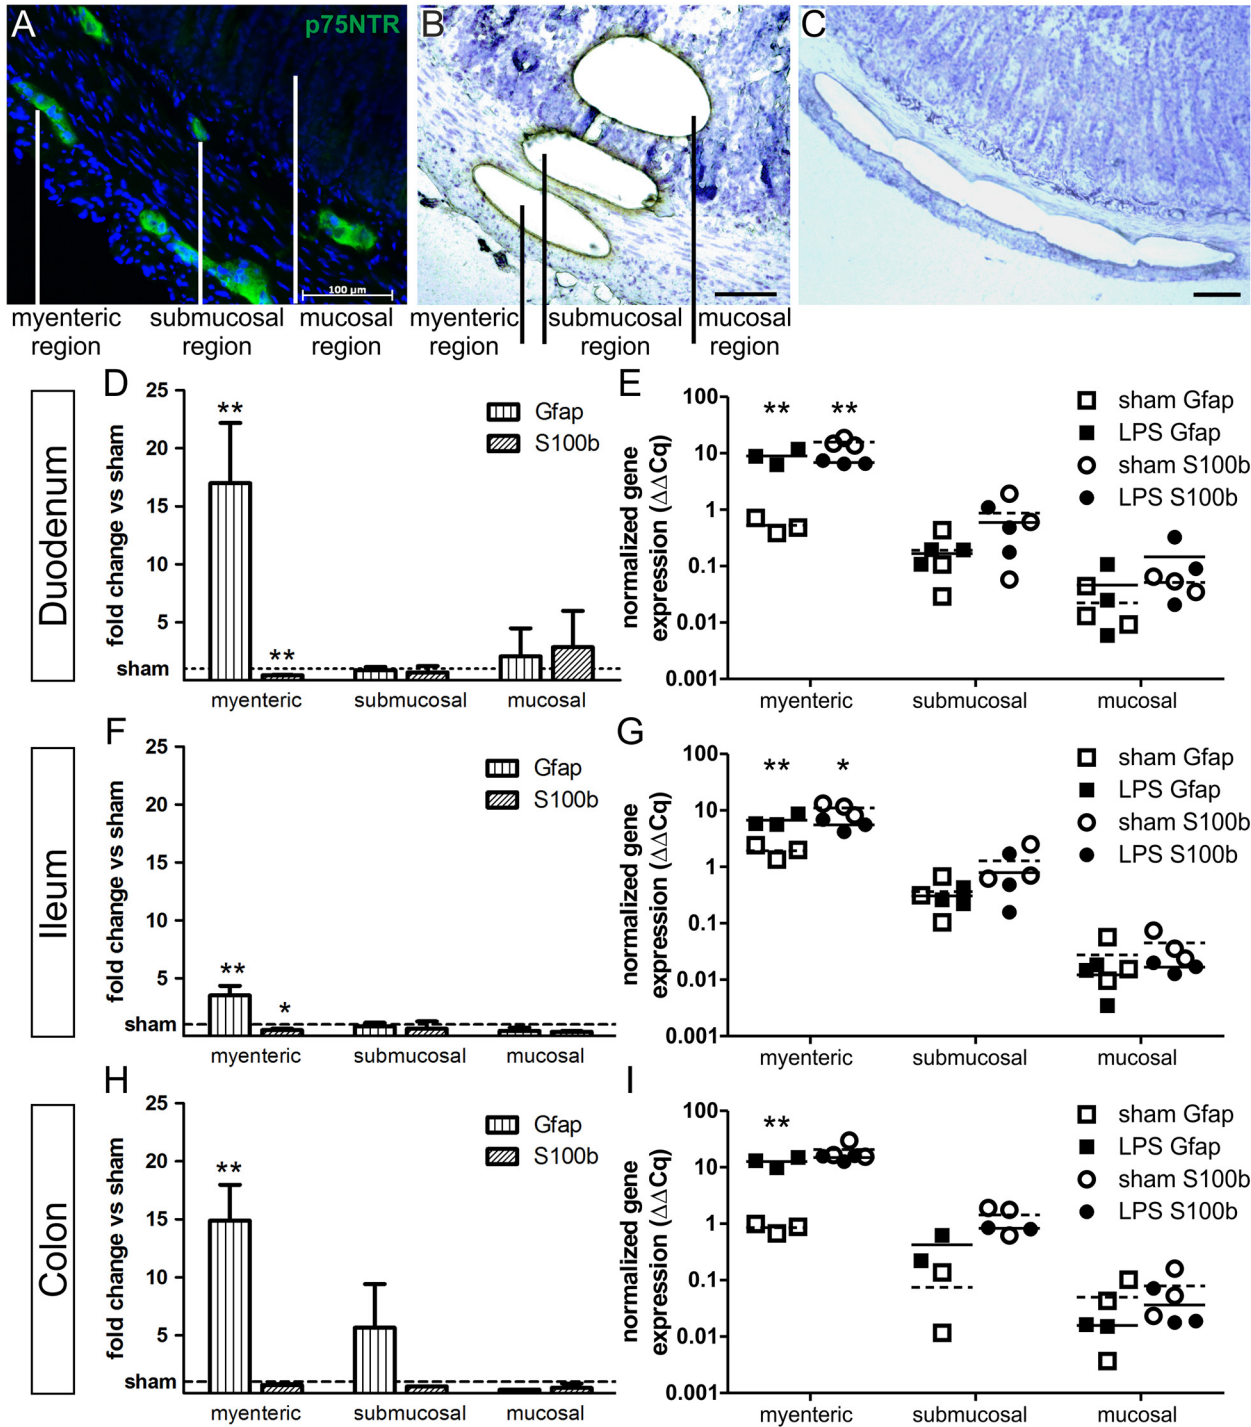 A
p75NTR
100 µm
B
C
myenteric region
submucosal region
mucosal region
myenteric region
submucosal region
mucosal region
Duodenum
D
fold change vs sham
25
20
15
10
5
sham
**
**
Gfap
S100b
myenteric
submucosal
mucosal
E
normalized gene
expression (ΔΔCq)
100
10
1
0.1
0.01
0.001
**
**
sham Gfap
LPS Gfap
sham S100b
LPS S100b
myenteric
submucosal
mucosal
Ileum
F
fold change vs sham
25
20
15
10
5
sham
**
*
Gfap
S100b
myenteric
submucosal
mucosal
G
normalized gene
expression (ΔΔCq)
100
10
1
0.1
0.01
0.001
**
*
sham Gfap
LPS Gfap
sham S100b
LPS S100b
myenteric
submucosal
mucosal
Colon
H
fold change vs sham
25
20
15
10
5
sham
**
Gfap
S100b
myenteric
submucosal
mucosal
I
normalized gene
expression (ΔΔCq)
100
10
1
0.1
0.01
0.001
**
sham Gfap
LPS Gfap
sham S100b
LPS S100b
myenteric
submucosal
mucosal